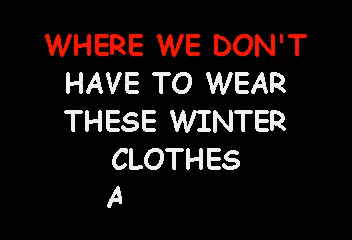 WHERE WE DON'T
HAVE TO WEAR
THESE WINTER
CLOTHES
A